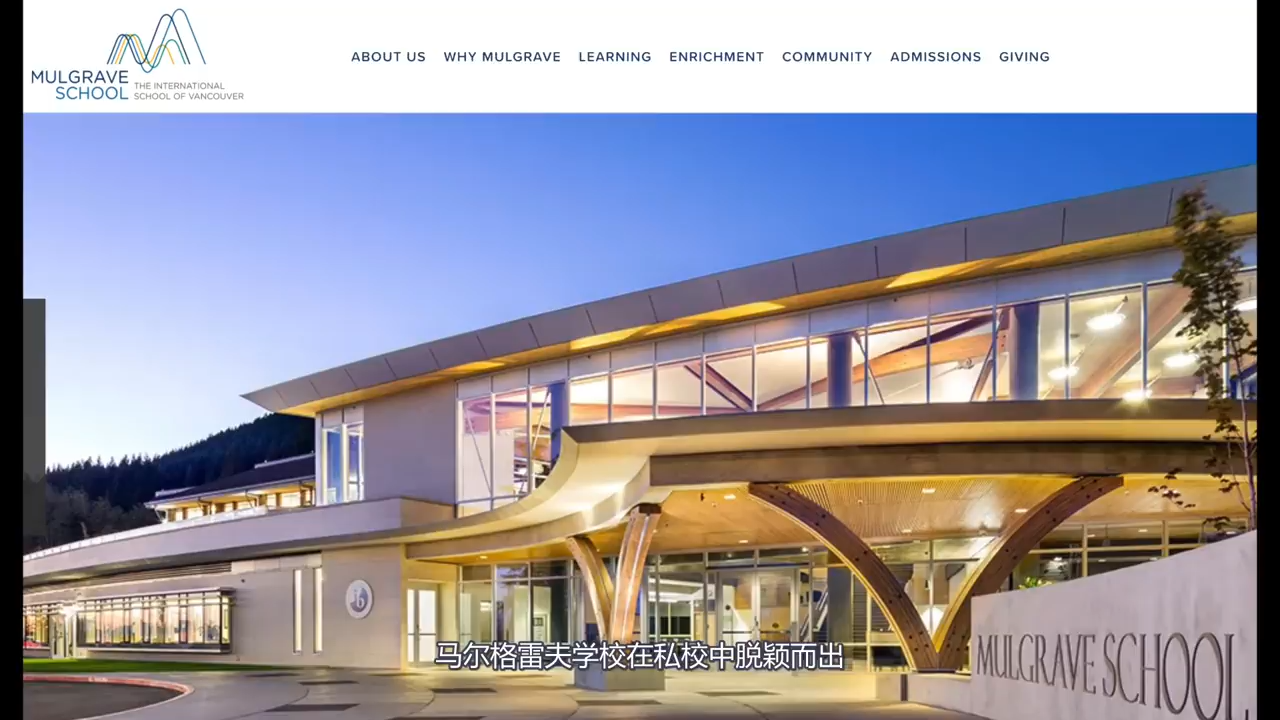 MULGRAVE
SCHOOL
THE INTERNATIONAL
SCHOOL OF VANCOUVER
ABOUT US
WHY MULGRAVE
LEARNING
ENRICHMENT
COMMUNITY
ADMISSIONS
GIVING
ib
马尔格雷夫学校在私校中脱颖而出
MULGRAVE SCHOOL